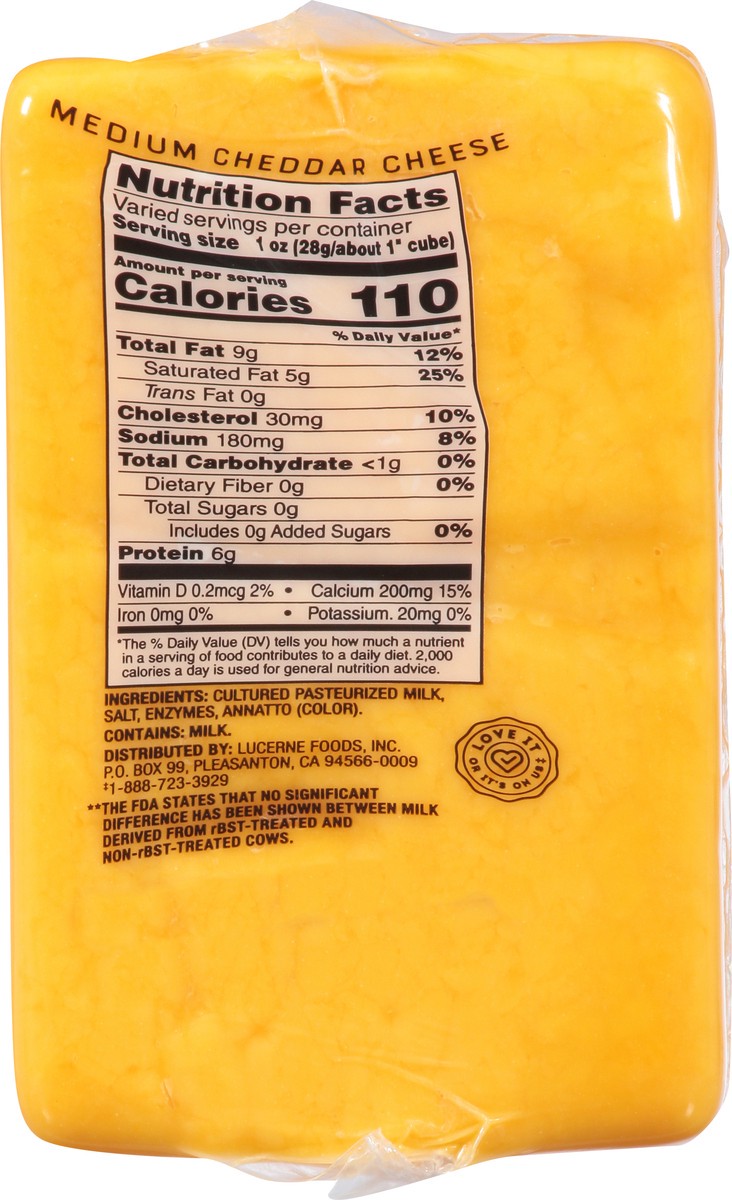 MEDIUM CHEDDAR CHEESE
Nutrition Facts
Varied servings per container
Serving size 1 oz (28g/about 1" cube)
Amount per serving
Calories 110
% Daily Value*
Total Fat 9g 12%
Saturated Fat 5g 25%
Trans Fat 0g
Cholesterol 30mg 10%
Sodium 180mg 8%
Total Carbohydrate <1g 0%
Dietary Fiber 0g 0%
Total Sugars 0g
Includes 0g Added Sugars 0%
Protein 6g
Vitamin D 0.2mcg 2% • Calcium 200mg 15%
Iron 0mg 0% • Potassium. 20mg 0%
*The % Daily Value (DV) tells you how much a nutrient
in a serving of food contributes to a daily diet. 2,000
calories a day is used for general nutrition advice.
INGREDIENTS: CULTURED PASTEURIZED MILK,
SALT, ENZYMES, ANNATTO (COLOR).
CONTAINS: MILK.
DISTRIBUTED BY: LUCERNE FOODS, INC.
P.O. BOX 99, PLEASANTON, CA 94566-0009
‡1-888-723-3929
LOVE IT
OR IT'S ON US‡
**THE FDA STATES THAT NO SIGNIFICANT
DIFFERENCE HAS BEEN SHOWN BETWEEN MILK
DERIVED FROM rBST-TREATED AND
NON-rBST-TREATED COWS.